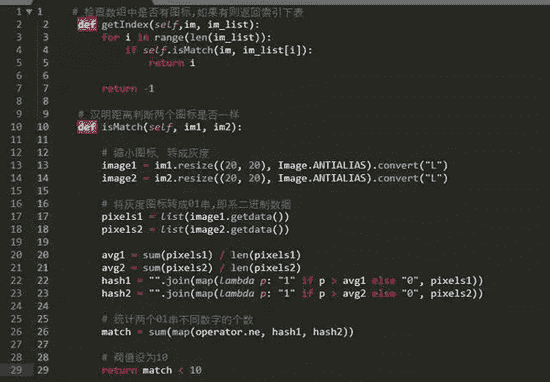 1 1 # 检查数组中是否有图标,如果有则返回索引下表
2 2 def getIndex(self,im, im_list):
3 3 for i in range(len(im_list)):
4 4 if self.isMatch(im, im_list[i]):
5 5 return i
6 6
7 7 return -1
8 8
9 9 # 汉明距离判断两个图标是否一样
10 10 def isMatch(self, im1, im2):
11 11
12 12 # 缩小图标, 转成灰度
13 13 image1 = im1.resize((20, 20), Image.ANTIALIAS).convert("L")
14 14 image2 = im2.resize((20, 20), Image.ANTIALIAS).convert("L")
15 15
16 16 # 将灰度图标转成01串,即系二进制数据
17 17 pixels1 = list(image1.getdata())
18 18 pixels2 = list(image2.getdata())
19 19
20 20 avg1 = sum(pixels1) / len(pixels1)
21 21 avg2 = sum(pixels2) / len(pixels2)
22 22 hash1 = "".join(map(lambda p: "1" if p > avg1 else "0", pixels1))
23 23 hash2 = "".join(map(lambda p: "1" if p > avg2 else "0", pixels2))
24 24
25 25 # 统计两个01串不同数字的个数
26 26 match = sum(map(operator.ne, hash1, hash2))
27 27
28 28 # 阀值设为10
29 29 return match < 10